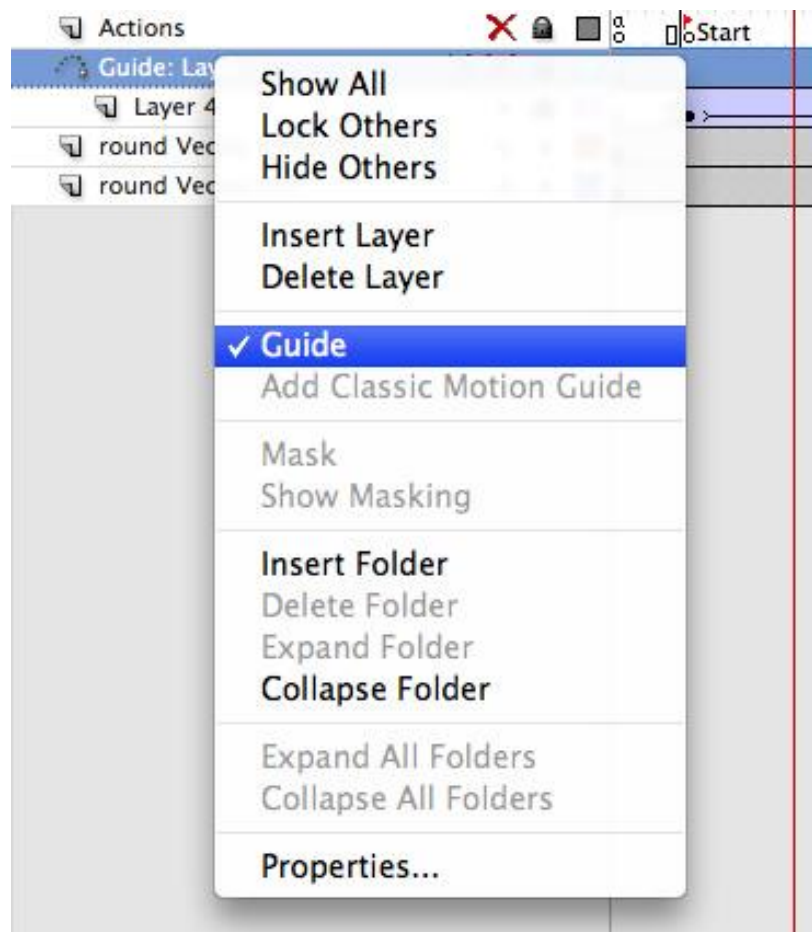 Actions
Start
Guide: Lay
Layer 4
round Vec
round Vec
Show All
Lock Others
Hide Others
Insert Layer
Delete Layer
✓ Guide
Add Classic Motion Guide
Mask
Show Masking
Insert Folder
Delete Folder
Expand Folder
Collapse Folder
Expand All Folders
Collapse All Folders
Properties...